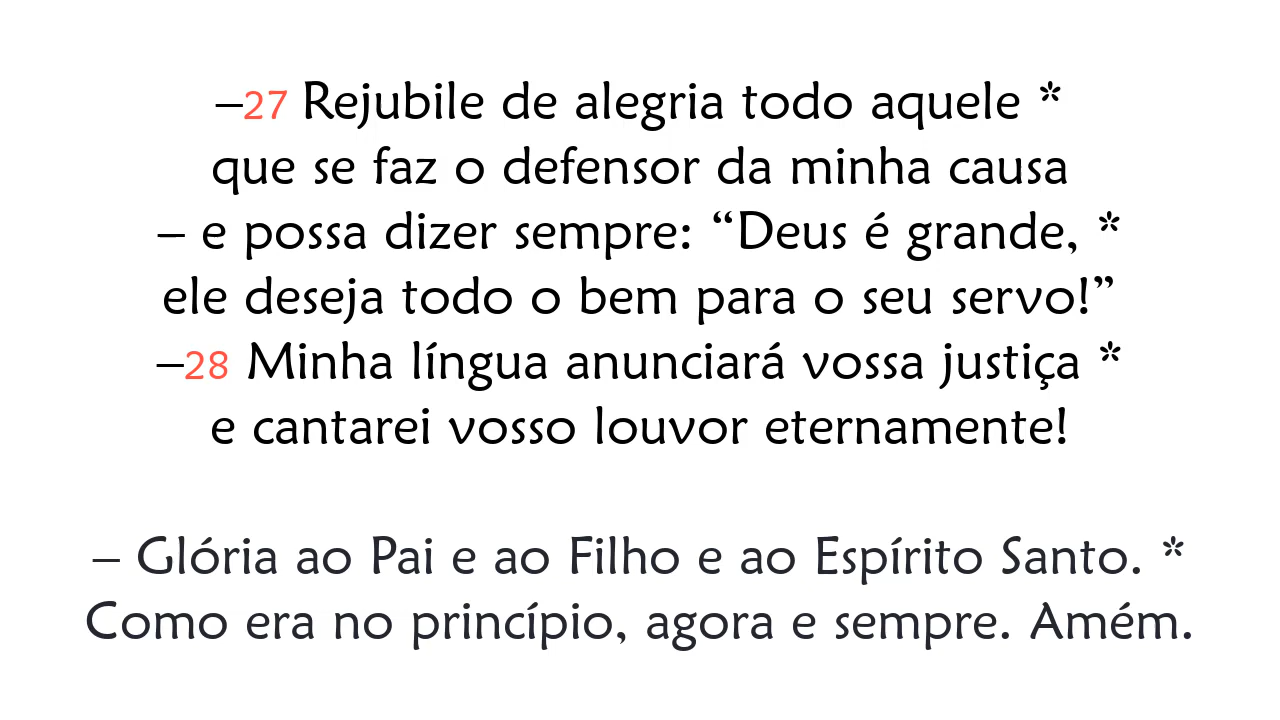 –27 Rejubile de alegria todo aquele *
que se faz o defensor da minha causa
– e possa dizer sempre: “Deus é grande, *
ele deseja todo o bem para o seu servo!”
–28 Minha língua anunciará vossa justiça *
e cantarei vosso louvor eternamente!
– Glória ao Pai e ao Filho e ao Espírito Santo. *
Como era no princípio, agora e sempre. Amém.